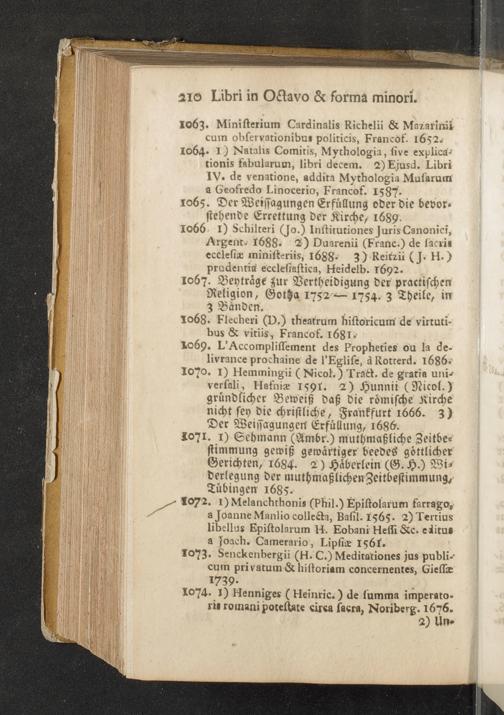 210 Libri in Octavo & forma minori.
1063. Ministerium Cardinalis Richelii & Mazarinii
cum observationibus politicis, Francof. 1652.
1064. 1) Natalis Comitis, Mythologia, sive explica-
tionis fabularum, libri decem. 2) Ejusd. Libri
IV. de venatione, addita Mythologia Musarum
a Geofredo Linocerio, Francof. 1587.
1065. Der Weissagungen Erfüllung oder die bevor-
stehende Errettung der Kirche, 1689.
1066 1) Schilteri (Jo.) Institutiones Juris Canonici,
Argent. 1688. 2) Duarenii (Franc.) de sacris
ecclesiæ ministeriis, 1688. 3) Reitzii (J. H.)
prudentia ecclesiastica, Heidelb. 1692.
1067. Beyträge zur Vertheidigung der practischen
Religion, Gotha 1752 — 1754. 3 Theile, in
3 Bänden.
1068. Flecheri (D.) theatrum historicum de virtuti-
bus & vitiis, Francof. 1681.
1069. L'Accomplissement des Propheties ou la de-
livrance prochaine de l'Eglise, à Rotterd. 1686.
1070. 1) Hemmingii (Nicol.) Tract. de gratia uni-
versali, Hafniæ 1591. 2) Hunnii (Nicol.)
gründlicher Beweiß daß die römische Kirche
nicht sey die christliche, Frankfurt 1666. 3)
Der Weissagungen Erfüllung, 1686.
1071. 1) Sehmann (Ambr.) muthmaßliche Zeitbe-
stimmung gewiß gewärtiger beedes göttlicher
Gerichten, 1684. 2) Häberlein (G. H.) Wi-
derlegung der muthmaßlichen Zeitbestimmung,
Tübingen 1685.
1072. 1) Melanchthonis (Phil.) Epistolarum farrago,
a Joanne Manlio collecta, Basil. 1565. 2) Tertius
libellus Epistolarum H. Eobani Hessi &c. editus
a Joach. Camerario, Lipsiæ 1561.
1073. Senckenbergii (H. C.) Meditationes jus publi-
cum privatum & historiam concernentes, Giessæ
1739.
1074. 1) Henniges (Heinric.) de summa imperato-
ris romani potestate circa sacra, Noriberg. 1676.
2) Un-